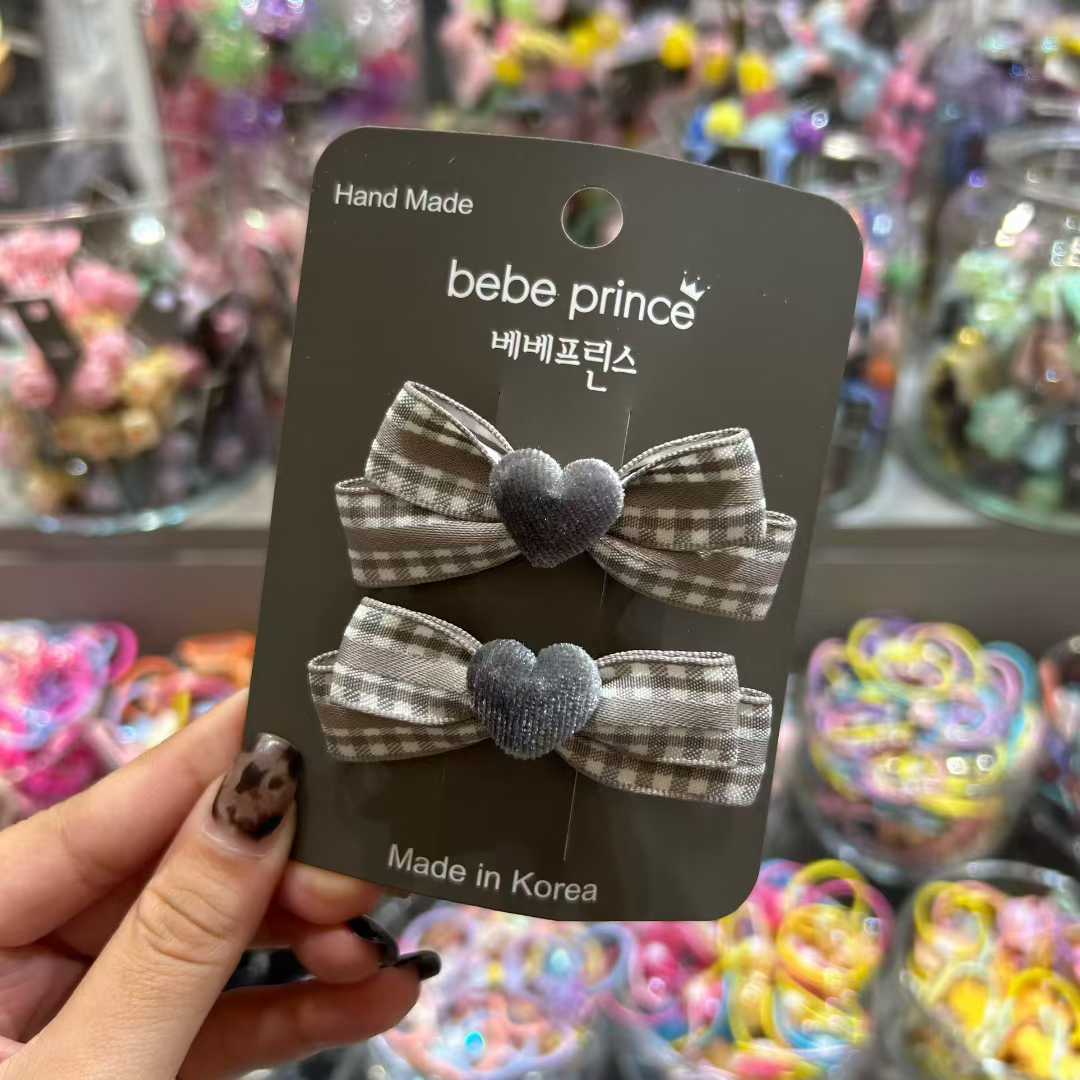 Hand Made
bebe prince
베베프린스
Made in Korea